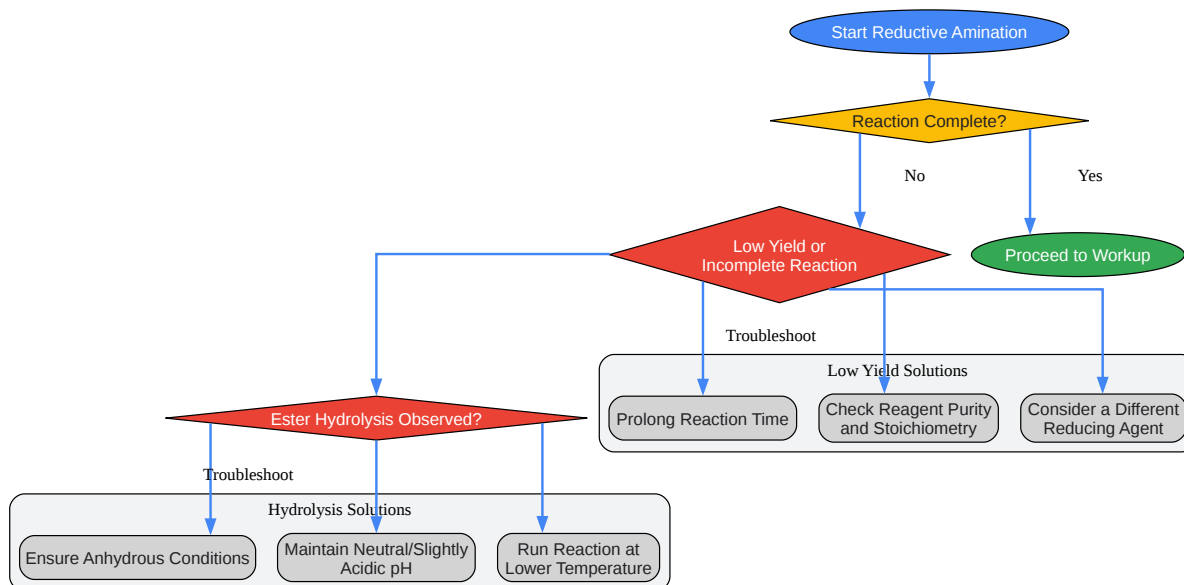 Start Reductive Amination
Reaction Complete?
No
Yes
Low Yield or
Incomplete Reaction
Proceed to Workup
Troubleshoot
Low Yield Solutions
Prolong Reaction Time
Check Reagent Purity
and Stoichiometry
Consider a Different
Reducing Agent
Ester Hydrolysis Observed?
Troubleshoot
Hydrolysis Solutions
Ensure Anhydrous Conditions
Maintain Neutral/Slightly
Acidic pH
Run Reaction at
Lower Temperature